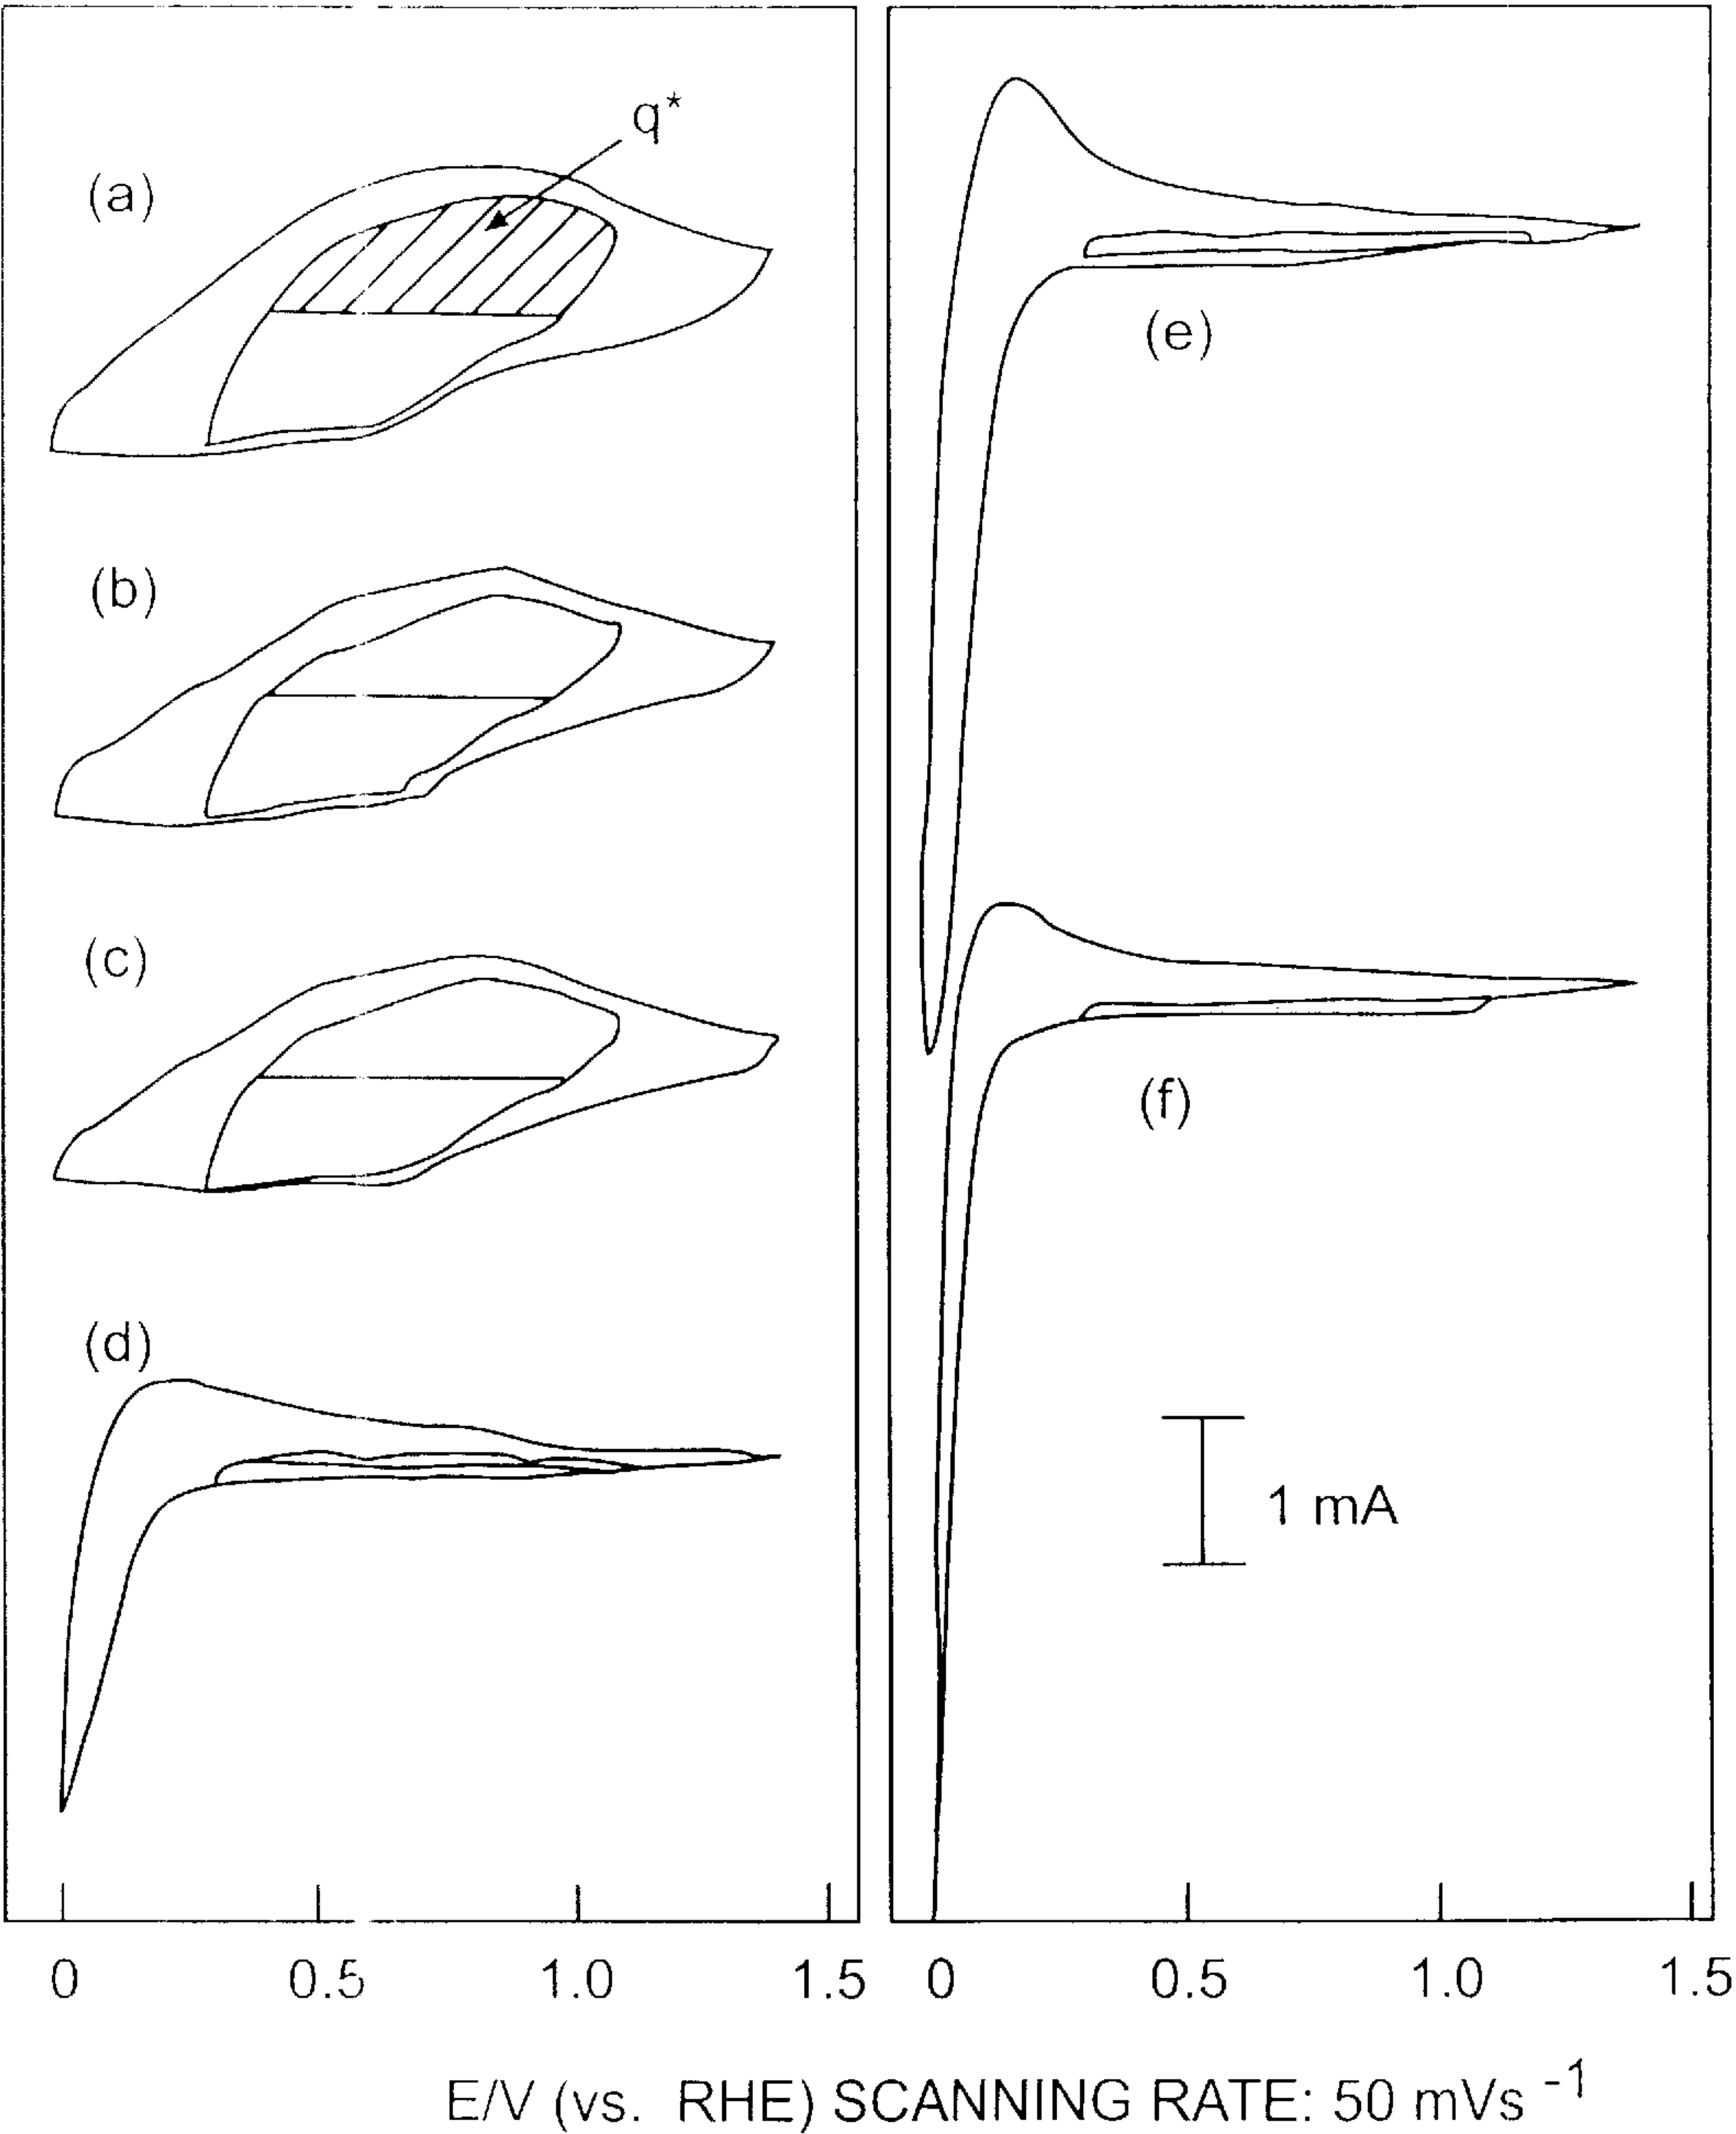 q*
(a)
(b)
(c)
(d)
(e)
(f)
1 mA
0 0.5 1.0 1.5 0 0.5 1.0 1.5
E/V (vs. RHE) SCANNING RATE: 50 mVs⁻¹